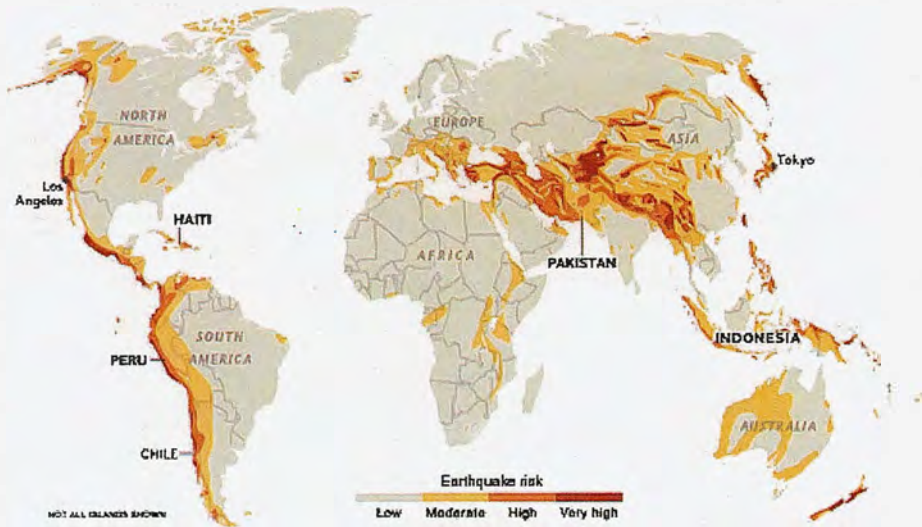 NORTH
AMERICA
EUROPE
ASIA
Los
Angeles
Tokyo
HAITI
AFRICA
PAKISTAN
SOUTH
AMERICA
PERU
INDONESIA
AUSTRALIA
CHILE
Earthquake risk
Low Moderate High Very high
NOT ALL ISLANDS SHOWN